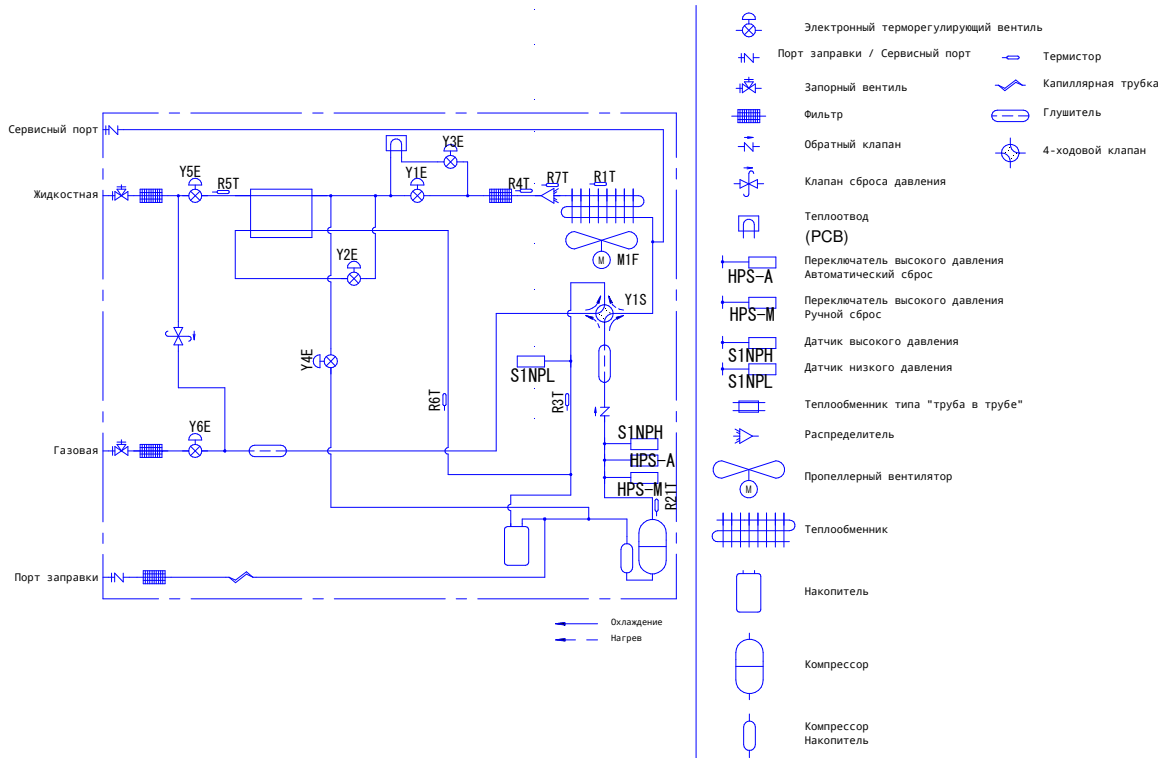 Сервисный порт
Жидкостная
Газовая
Порт заправки
Y5E
R5T
Y3E
Y1E
R4T
R7T
R1T
M
M1F
Y2E
Y1S
Y4E
S1NPL
R6T
R3T
Y6E
S1NPH
HPS-A
HPS-M
R21T
Охлаждение
Нагрев
Электронный терморегулирующий вентиль
Порт заправки / Сервисный порт
Термистор
Запорный вентиль
Капиллярная трубка
Фильтр
Глушитель
Обратный клапан
4-ходовой клапан
Клапан сброса давления
Теплоотвод
(PCB)
Переключатель высокого давления
Автоматический сброс
HPS-A
Переключатель высокого давления
Ручной сброс
HPS-M
Датчик высокого давления
S1NPH
Датчик низкого давления
S1NPL
Теплообменник типа "труба в трубе"
Распределитель
Пропеллерный вентилятор
M
Теплообменник
Накопитель
Компрессор
Компрессор
Накопитель